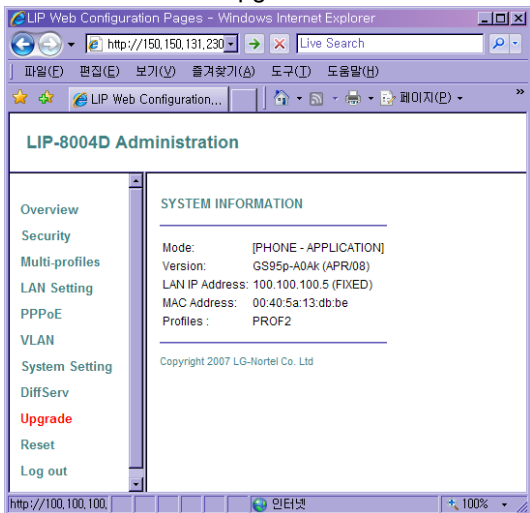 LIP Web Configuration Pages - Windows Internet Explorer
http://150,150,131,230
Live Search
파일(F) 편집(E) 보기(V) 즐겨찾기(A) 도구(T) 도움말(H)
LIP Web Configuration,,,
페이지(P)
»
LIP-8004D Administration
Overview
Security
Multi-profiles
LAN Setting
PPPoE
VLAN
System Setting
DiffServ
Upgrade
Reset
Log out
SYSTEM INFORMATION
Mode: [PHONE - APPLICATION]
Version: GS95p-A0Ak (APR/08)
LAN IP Address: 100.100.100.5 (FIXED)
MAC Address: 00:40:5a:13:db:be
Profiles : PROF2
Copyright 2007 LG-Nortel Co. Ltd
http://100,100,100,
인터넷
100%